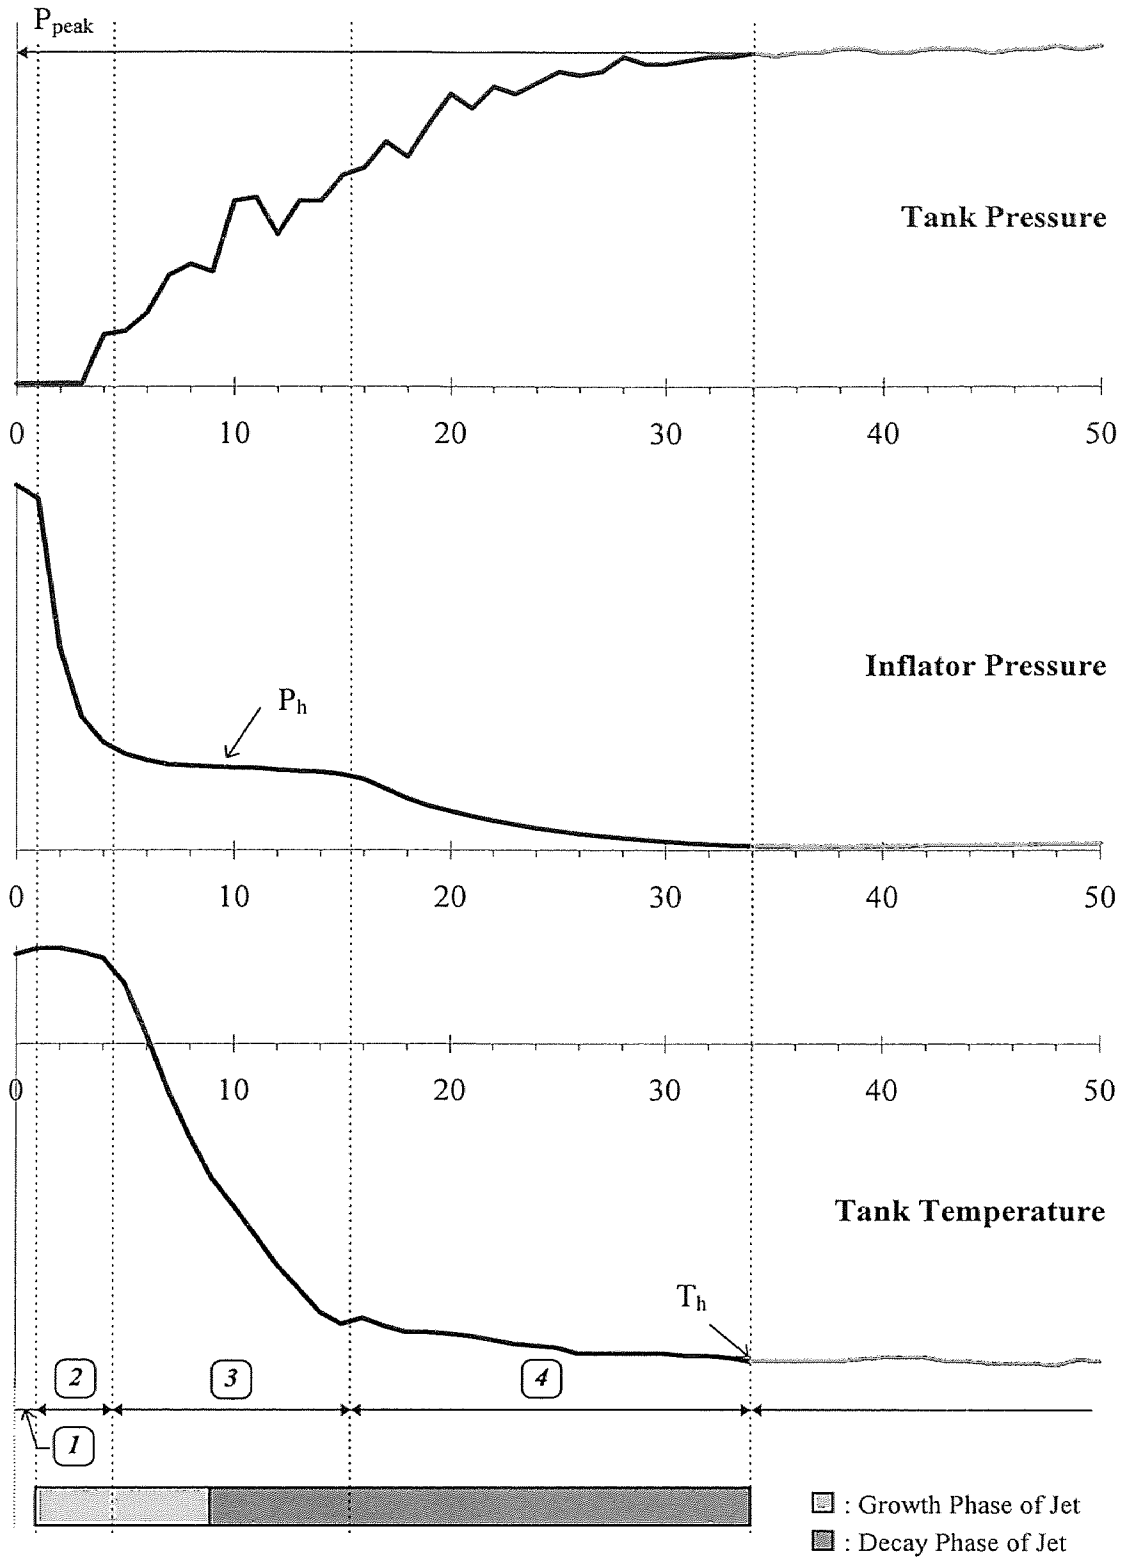 P_peak
Tank Pressure
0 10 20 30 40 50
P_h
Inflator Pressure
0 10 20 30 40 50
0 10 20 30 40 50
Tank Temperature
T_h
2 3 4
1
: Growth Phase of Jet
: Decay Phase of Jet